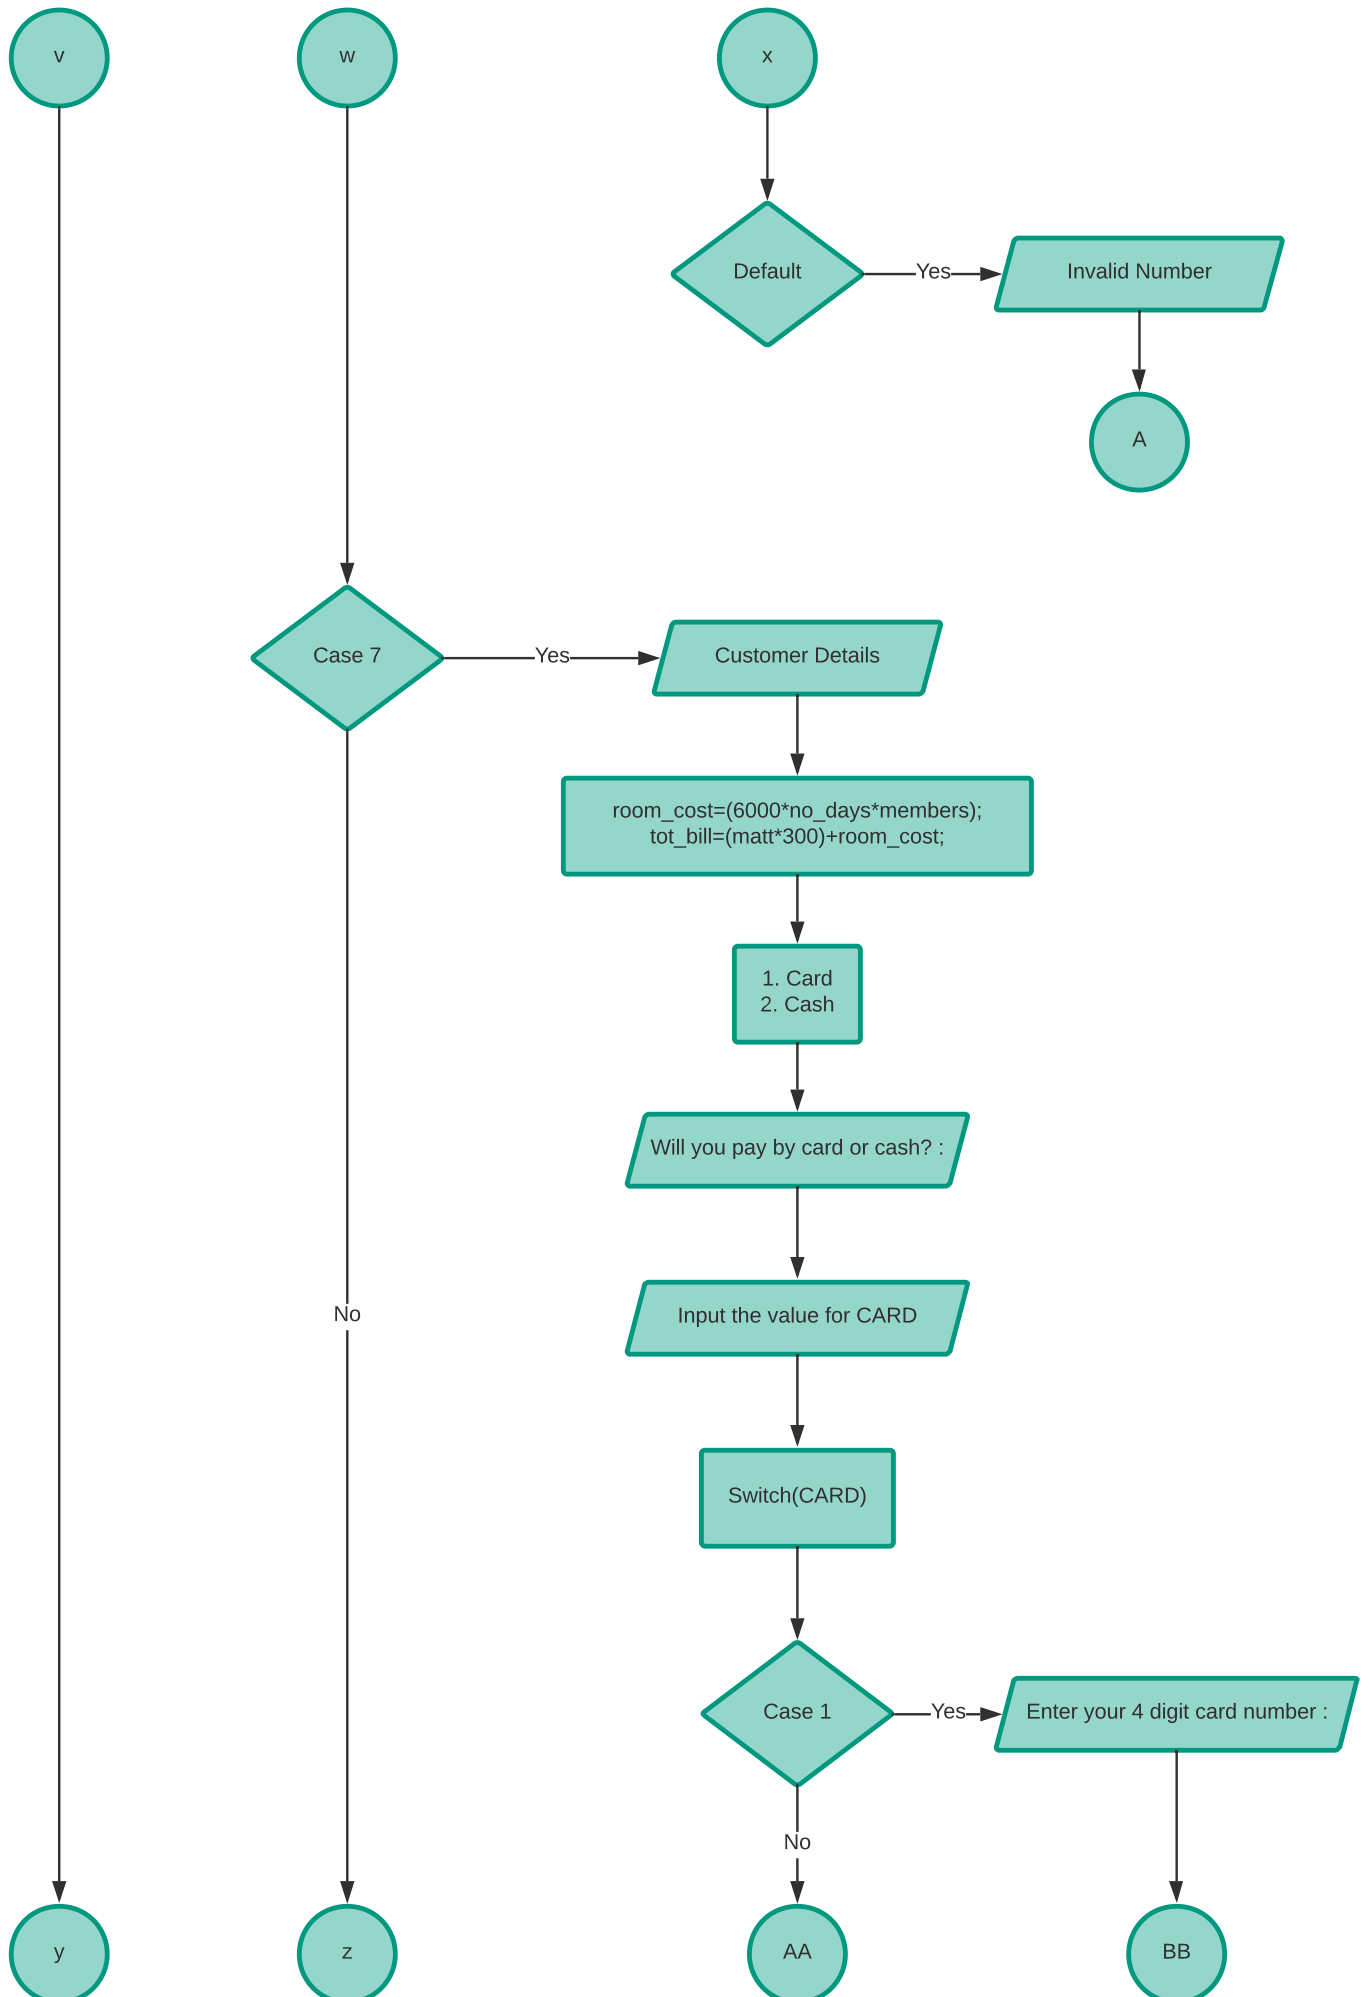 v
w
x
Default
Yes
Invalid Number
A
Case 7
Yes
Customer Details
room_cost=(6000*no_days*members);
tot_bill=(matt*300)+room_cost;
1. Card
2. Cash
Will you pay by card or cash? :
No
Input the value for CARD
Switch(CARD)
Case 1
Yes
Enter your 4 digit card number :
No
y
z
AA
BB